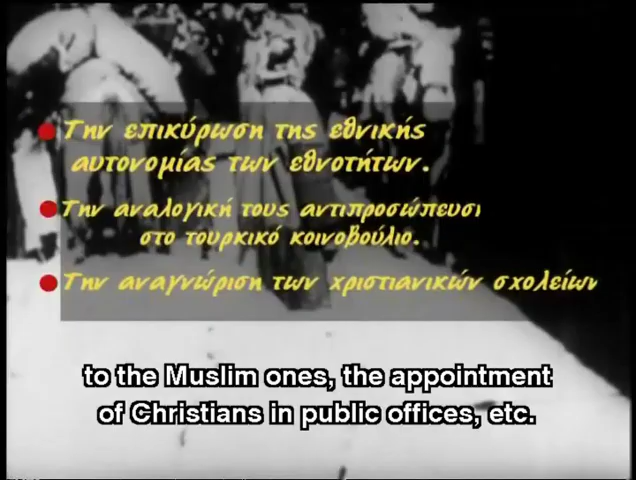 Την επικύρωση της εθνικής
αυτονομίας των εθνοτήτων.
Την αναλογική τους αντιπροσώπευσι
στο τουρκικό κοινοβούλιο.
Την αναγνώριση των χριστιανικών σχολείων
to the Muslim ones, the appointment
of Christians in public offices, etc.